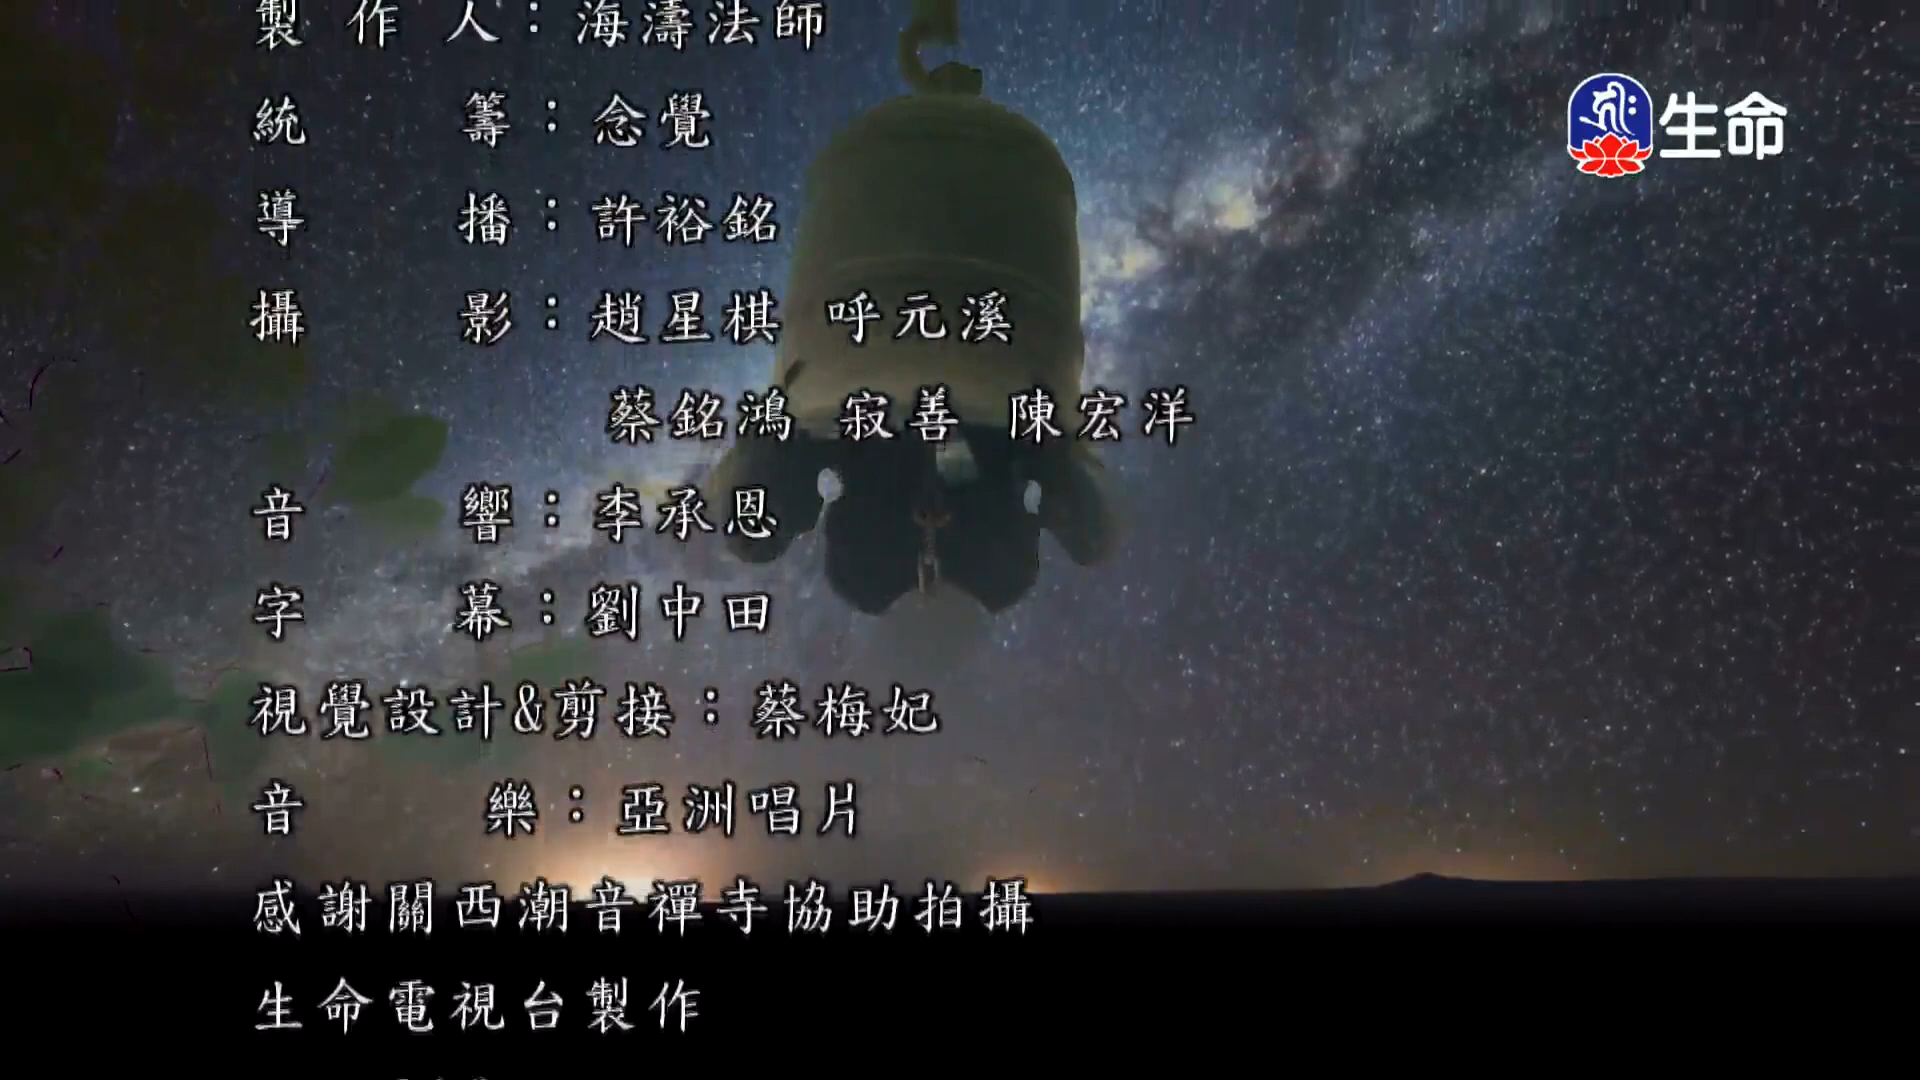 製作人：海濤法師
生命
統籌：念覺
導播：許裕銘
攝影：趙星棋 呼元溪
蔡銘鴻 寂善 陳宏洋
音響：李承恩
字幕：劉中田
視覺設計&剪接：蔡梅妃
音樂：亞洲唱片
感謝關西潮音禪寺協助拍攝
生命電視台製作